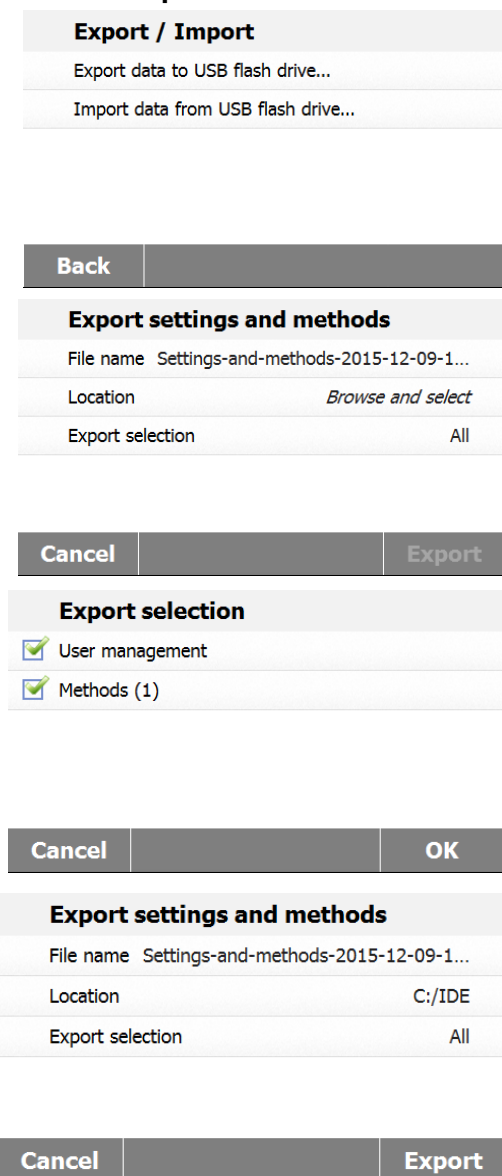 Export / Import
Export data to USB flash drive...
Import data from USB flash drive...
Back
Export settings and methods
File name Settings-and-methods-2015-12-09-1...
Location Browse and select
Export selection All
Cancel Export
Export selection
User management
Methods (1)
Cancel OK
Export settings and methods
File name Settings-and-methods-2015-12-09-1...
Location C:/IDE
Export selection All
Cancel Export